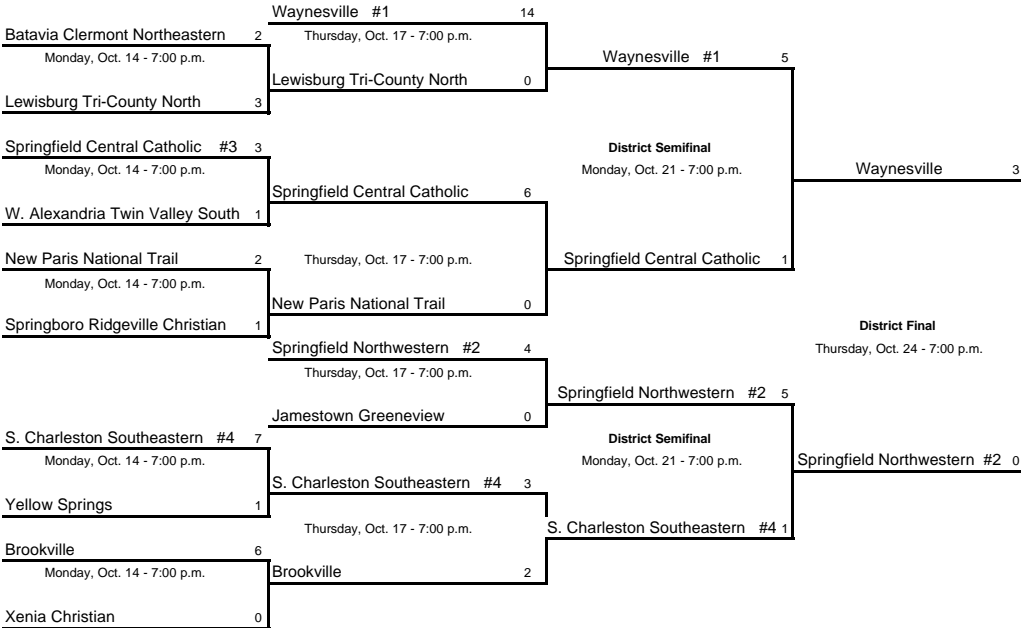 Waynesville #1 14
Batavia Clermont Northeastern 2
Thursday, Oct. 17 - 7:00 p.m.
Monday, Oct. 14 - 7:00 p.m.
Waynesville #1 5
Lewisburg Tri-County North 0
Lewisburg Tri-County North 3
Springfield Central Catholic #3 3
District Semifinal
Monday, Oct. 14 - 7:00 p.m.
Monday, Oct. 21 - 7:00 p.m.
Waynesville 3
Springfield Central Catholic 6
W. Alexandria Twin Valley South 1
New Paris National Trail 2
Thursday, Oct. 17 - 7:00 p.m.
Springfield Central Catholic 1
Monday, Oct. 14 - 7:00 p.m.
New Paris National Trail 0
Springboro Ridgeville Christian 1
District Final
Springfield Northwestern #2 4
Thursday, Oct. 24 - 7:00 p.m.
Thursday, Oct. 17 - 7:00 p.m.
Springfield Northwestern #2 5
Jamestown Greeneview 0
S. Charleston Southeastern #4 7
District Semifinal
Monday, Oct. 14 - 7:00 p.m.
Monday, Oct. 21 - 7:00 p.m.
Springfield Northwestern #2 0
S. Charleston Southeastern #4 3
Yellow Springs 1
Thursday, Oct. 17 - 7:00 p.m.
S. Charleston Southeastern #4 1
Brookville 6
Monday, Oct. 14 - 7:00 p.m.
Brookville 2
Xenia Christian 0